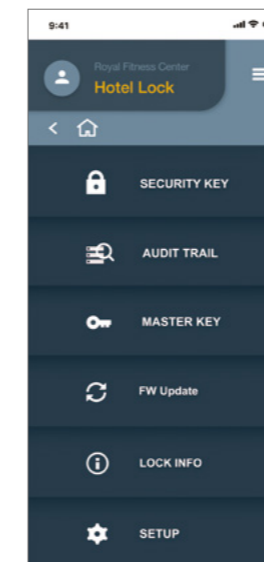 9:41
Royal Fitness Center
Hotel Lock
SECURITY KEY
AUDIT TRAIL
MASTER KEY
FW Update
LOCK INFO
SETUP